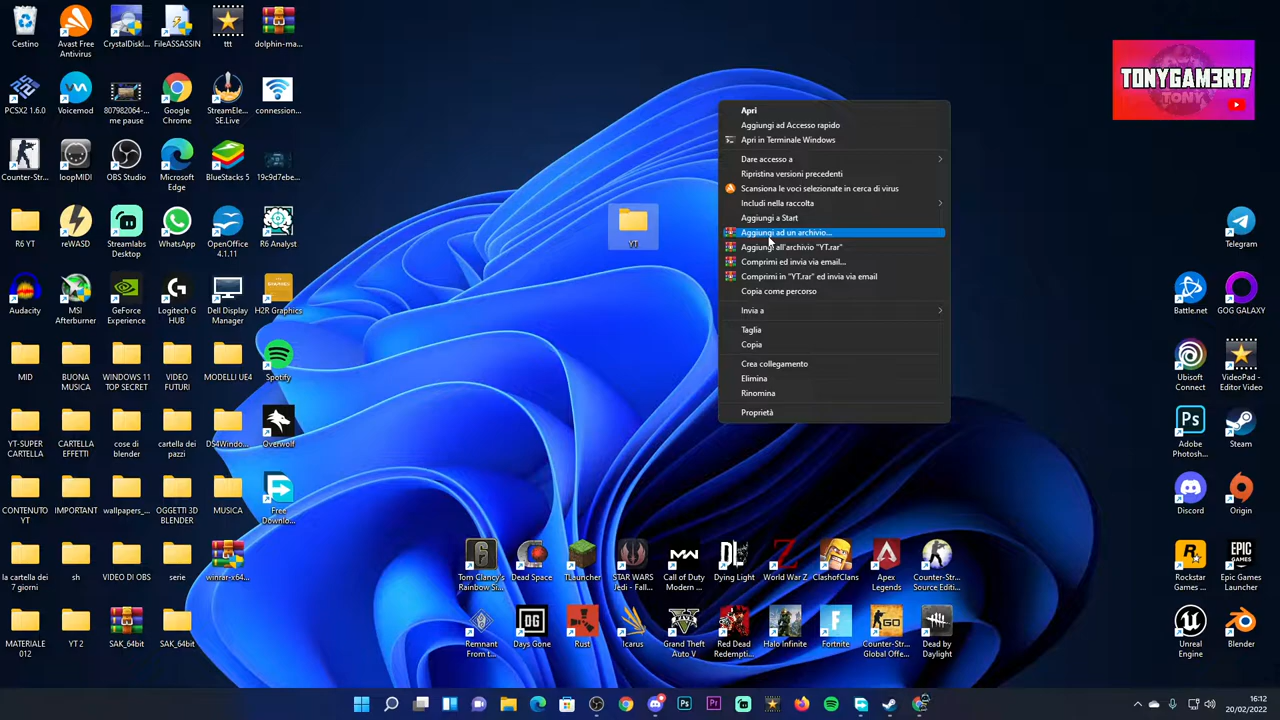 Cestino
Avast Free
Antivirus
CrystalDiskI...
FileASSASSIN
ttt
dolphin-ma...
PCSX2 1.6.0
Voicemod
807982064-...
me pause
Google
Chrome
StreamEle...
SE.Live
connession...
Counter-Str...
loopMIDI
OBS Studio
Microsoft
Edge
BlueStacks 5
19c9d7ebe...
R6 YT
reWASD
Streamlabs
Desktop
WhatsApp
OpenOffice
4.1.11
R6 Analyst
Audacity
MSI
Afterburner
GeForce
Experience
Logitech G
HUB
Dell Display
Manager
H2R Graphics
MID
BUONA
MUSICA
WINDOWS 11
TOP SECRET
VIDEO
FUTURI
MODELLI UE4
Spotify
YT-SUPER
CARTELLA
CARTELLA
EFFETTI
cose di
blender
cartella dei
pazzi
DS4Windo...
Overwolf
CONTENUTO
YT
IMPORTANT
wallpapers_...
OGGETTI 3D
BLENDER
MUSICA
Free
Downlo...
la cartella dei
7 giorni
sh
VIDEO DI OBS
serie
winrar-x64...
MATERIALE
012
YT 2
SAK_64bit
SAK_64bit
YT
Apri
Aggiungi ad Accesso rapido
Apri in Terminale Windows
Dare accesso a
Ripristina versioni precedenti
Scansiona le voci selezionate in cerca di virus
Includi nella raccolta
Aggiungi a Start
Aggiungi ad un archivio...
Aggiungi all'archivio "YT.rar"
Comprimi ed invia via email...
Comprimi in "YT.rar" ed invia via email
Copia come percorso
Invia a
Taglia
Copia
Crea collegamento
Elimina
Rinomina
Proprietà
TONYGAM3R17
TONY
Telegram
Battle.net
GOG GALAXY
Ubisoft
Connect
VideoPad -
Editor Video
Adobe
Photosh...
Steam
Discord
Origin
Rockstar
Games ...
Epic Games
Launcher
Unreal
Engine
Blender
Tom Clancy's
Rainbow Si...
Dead Space
TLauncher
STAR WARS
Jedi - Fall...
Call of Duty
Modern ...
Dying Light
World War Z
ClashofClans
Apex
Legends
Counter-Str...
Source Editi...
Remnant
From t...
Days Gone
Rust
Icarus
Grand Theft
Auto V
Red Dead
Redempti...
Halo Infinite
Fortnite
Counter-Str...
Global Offe...
Dead by
Daylight
16:12
20/02/2022